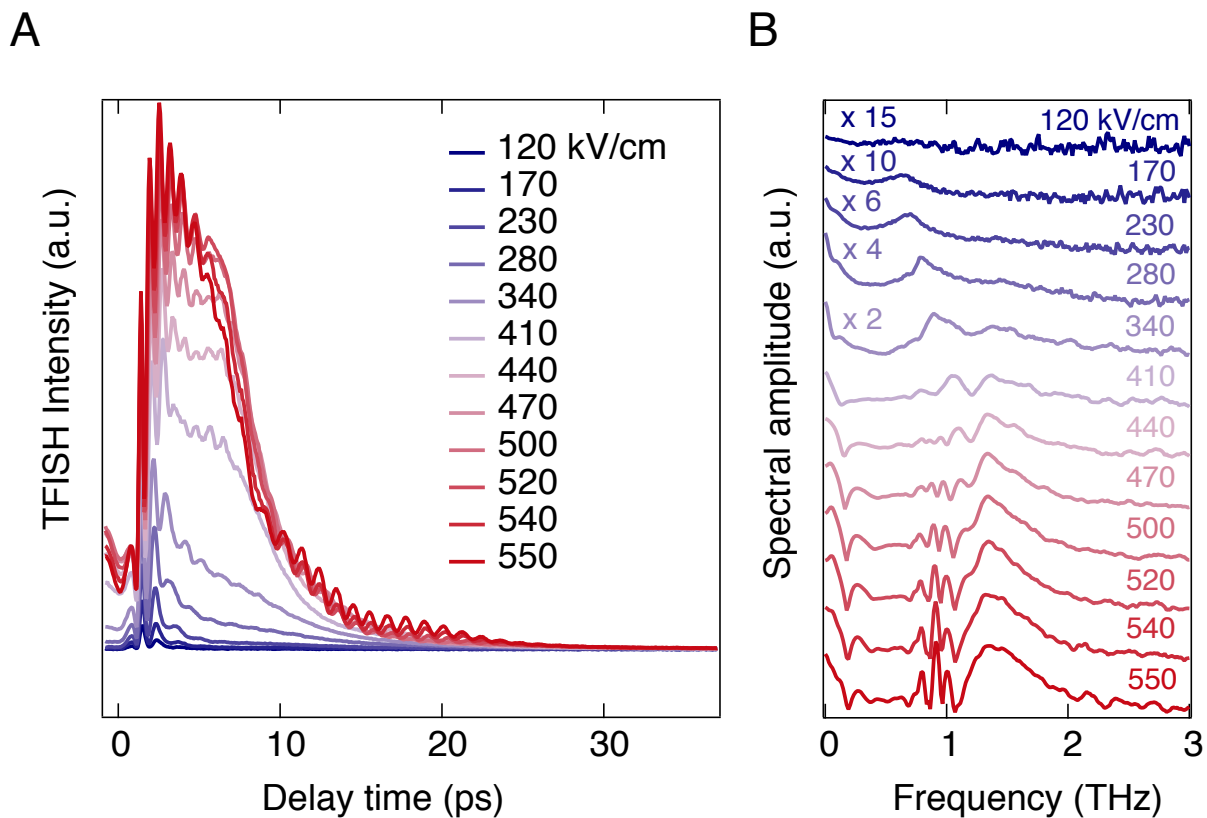 A
TFISH Intensity (a.u.)
120 kV/cm
170
230
280
340
410
440
470
500
520
540
550
0
10
20
30
Delay time (ps)
B
Spectral amplitude (a.u.)
x 15
120 kV/cm
x 10
170
x 6
230
x 4
280
x 2
340
410
440
470
500
520
540
550
0
1
2
3
Frequency (THz)